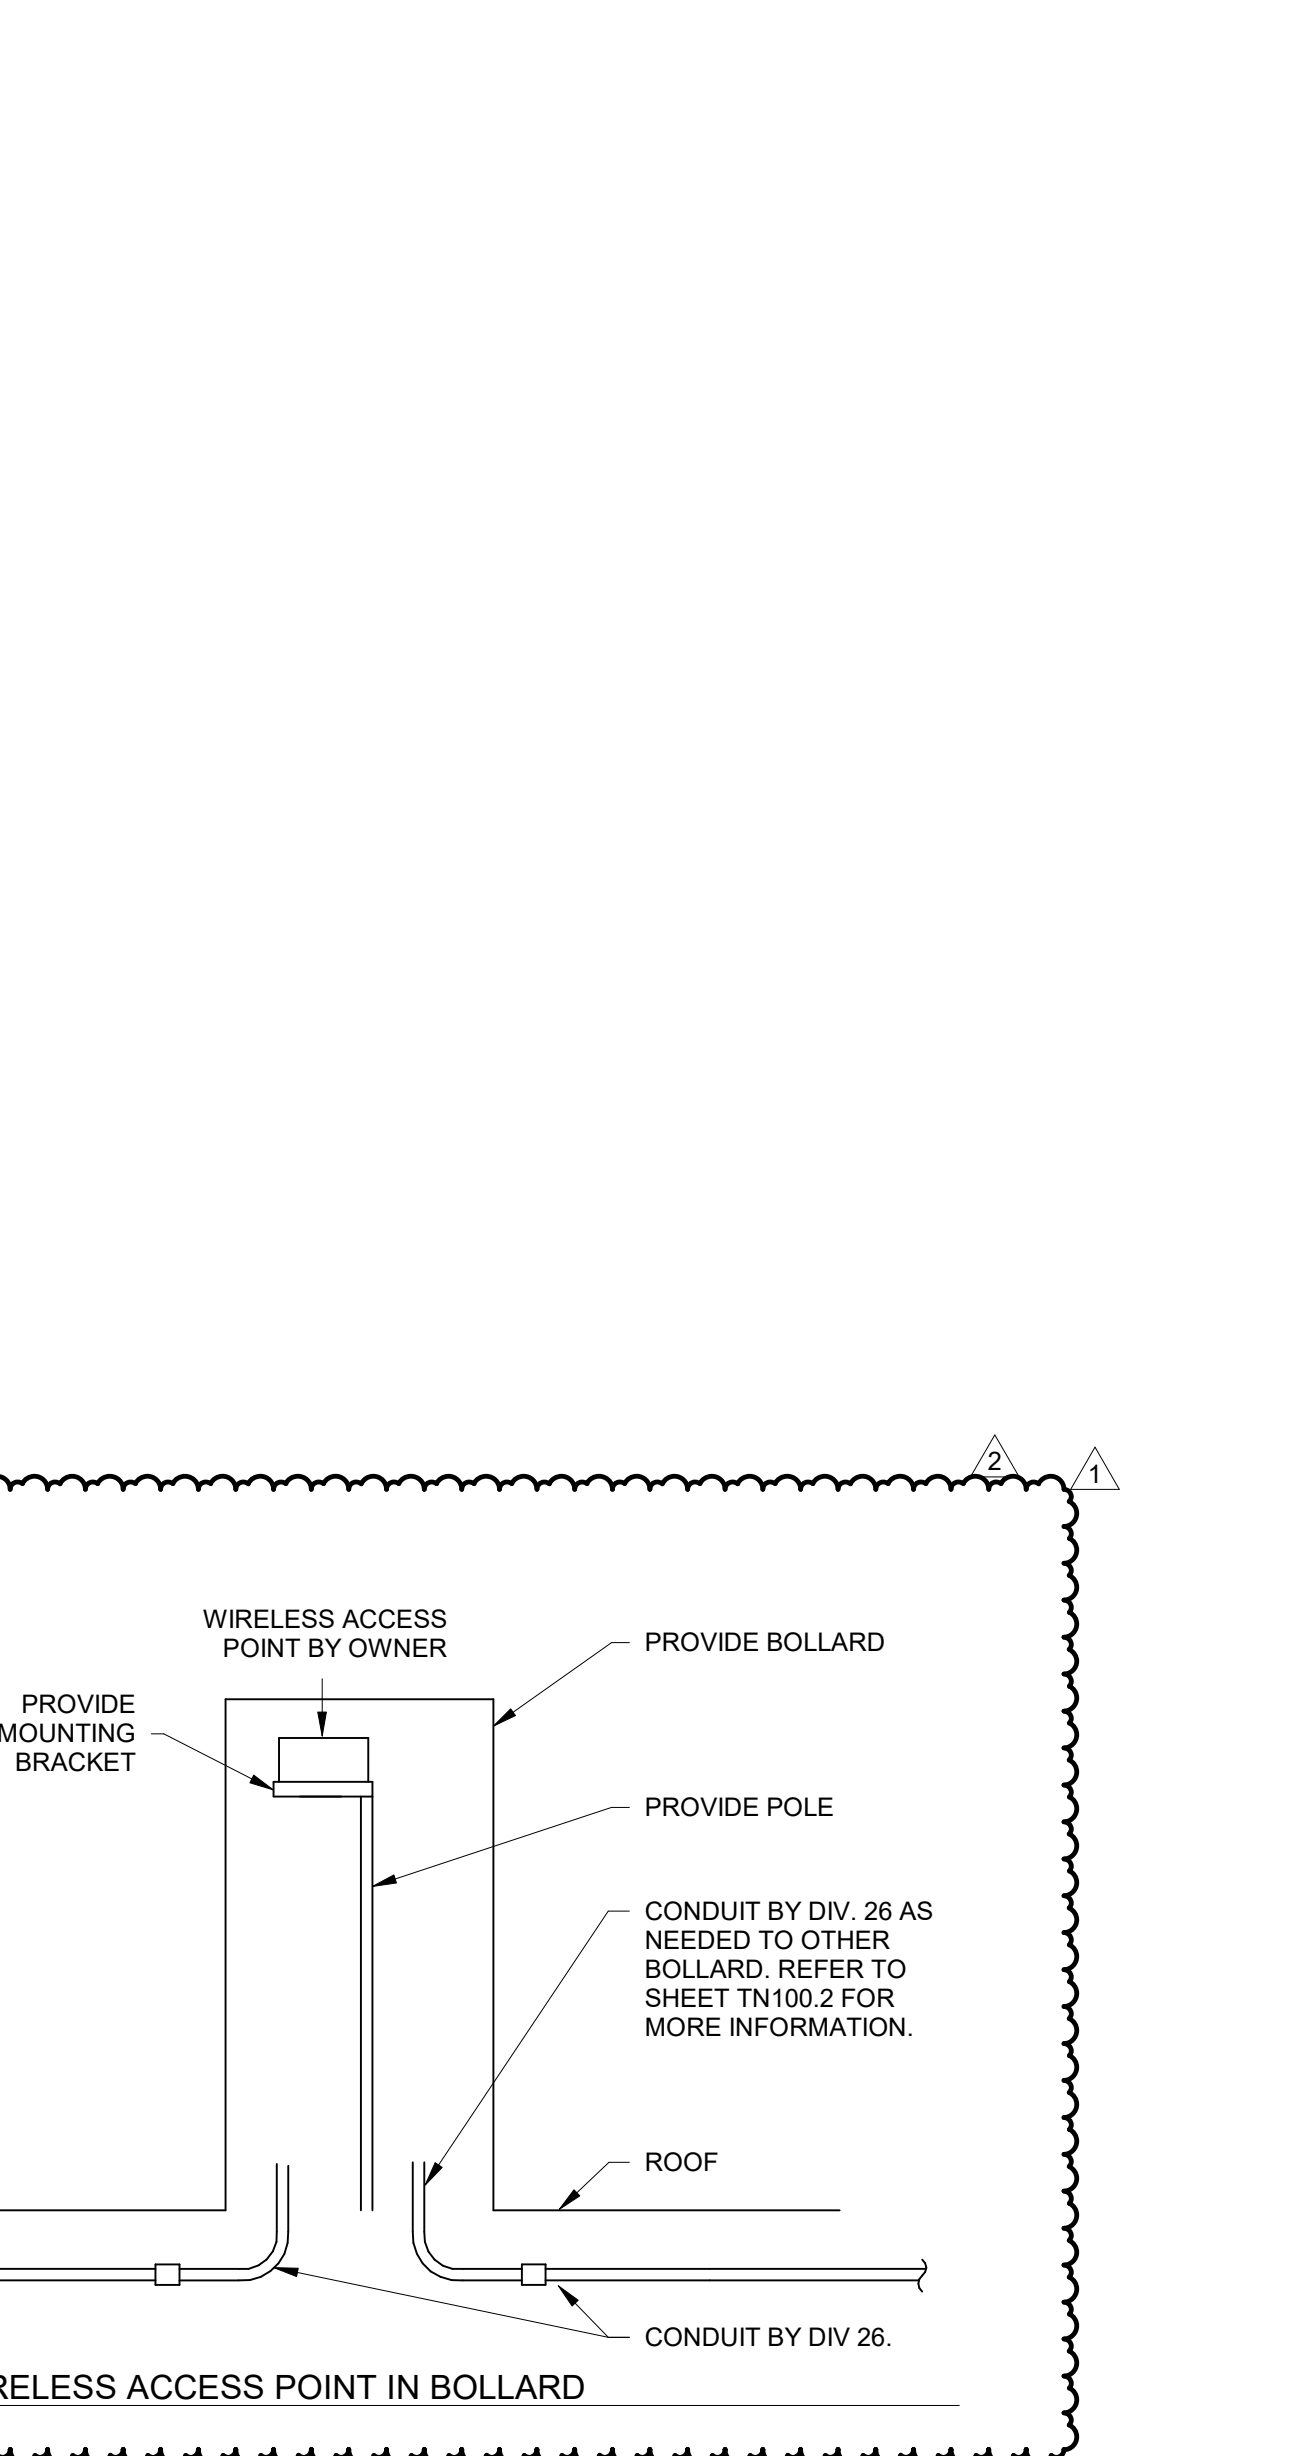 2
1
WIRELESS ACCESS
POINT BY OWNER
PROVIDE BOLLARD
PROVIDE
MOUNTING
BRACKET
PROVIDE POLE
CONDUIT BY DIV. 26 AS
NEEDED TO OTHER
BOLLARD. REFER TO
SHEET TN100.2 FOR
MORE INFORMATION.
ROOF
CONDUIT BY DIV 26.
RELESS ACCESS POINT IN BOLLARD